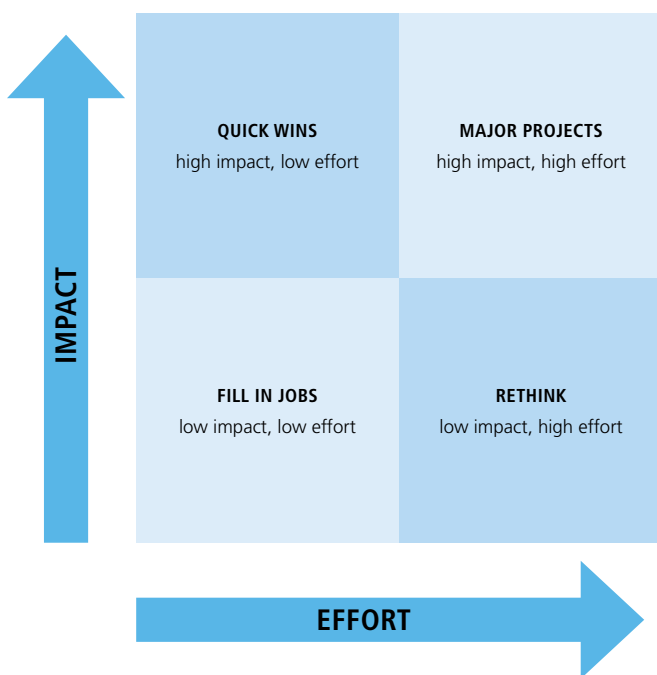 QUICK WINS
high impact, low effort
MAJOR PROJECTS
high impact, high effort
IMPACT
FILL IN JOBS
low impact, low effort
RETHINK
low impact, high effort
EFFORT